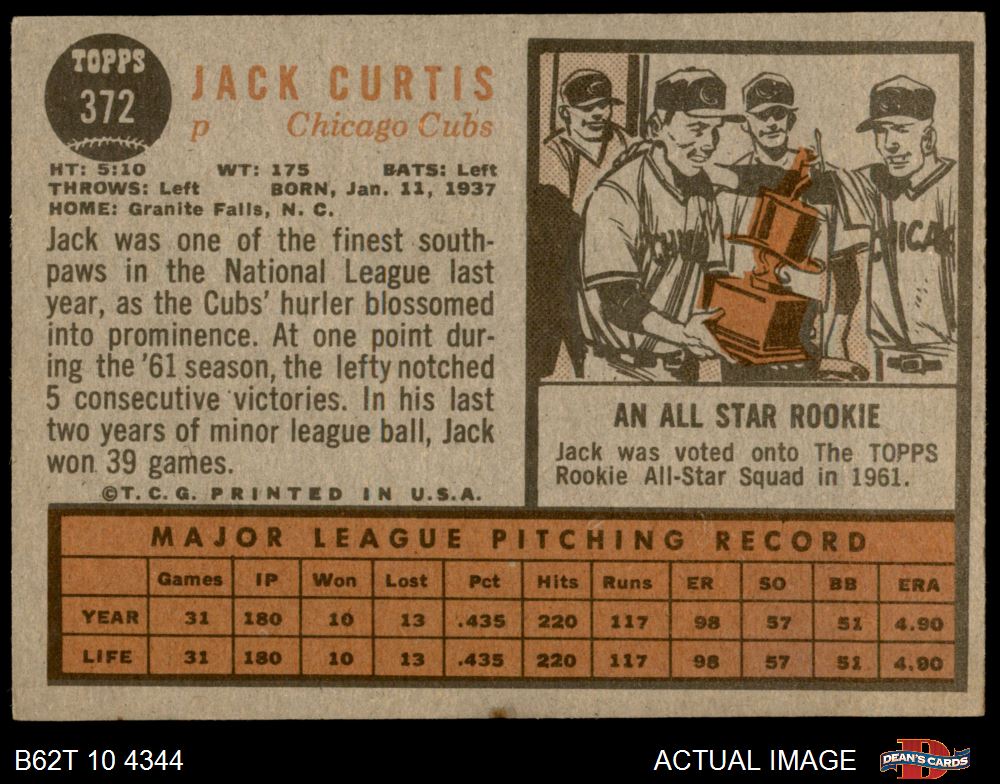 TOPPS
372
JACK CURTIS
p Chicago Cubs
HT: 5:10 WT: 175 BATS: Left
THROWS: Left BORN, Jan. 11, 1937
HOME: Granite Falls, N. C.
Jack was one of the finest south-
paws in the National League last
year, as the Cubs' hurler blossomed
into prominence. At one point dur-
ing the '61 season, the lefty notched
5 consecutive victories. In his last
two years of minor league ball, Jack
won 39 games.
©T. C. G. PRINTED IN U.S.A.
AN ALL STAR ROOKIE
Jack was voted onto The TOPPS
Rookie All-Star Squad in 1961.
MAJOR LEAGUE PITCHING RECORD
Games IP Won Lost Pct Hits Runs ER SO BB ERA
YEAR 31 180 10 13 .435 220 117 98 57 51 4.90
LIFE 31 180 10 13 .435 220 117 98 57 51 4.90
B62T 10 4344 ACTUAL IMAGE DEAN'S CARDS